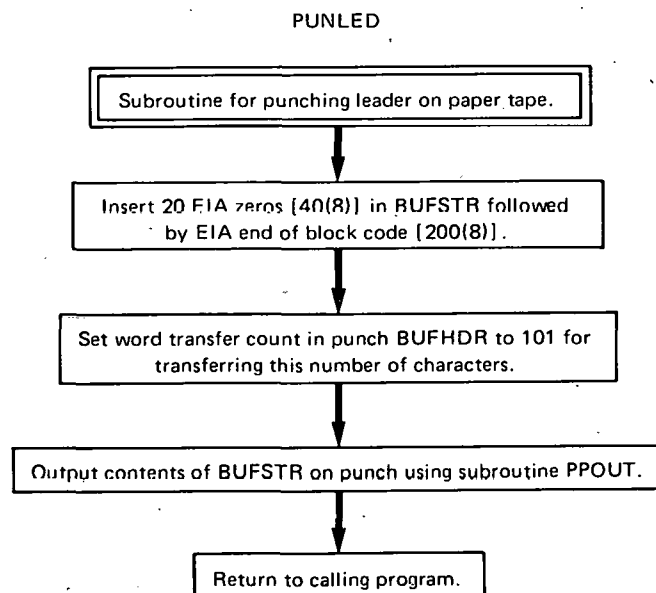 PUNLED
Subroutine for punching leader on paper tape.
Insert 20 EIA zeros [40(8)] in BUFSTR followed
by EIA end of block code [200(8)].
Set word transfer count in punch BUFHDR to 101 for
transferring this number of characters.
Output contents of BUFSTR on punch using subroutine PPOUT.
Return to calling program.